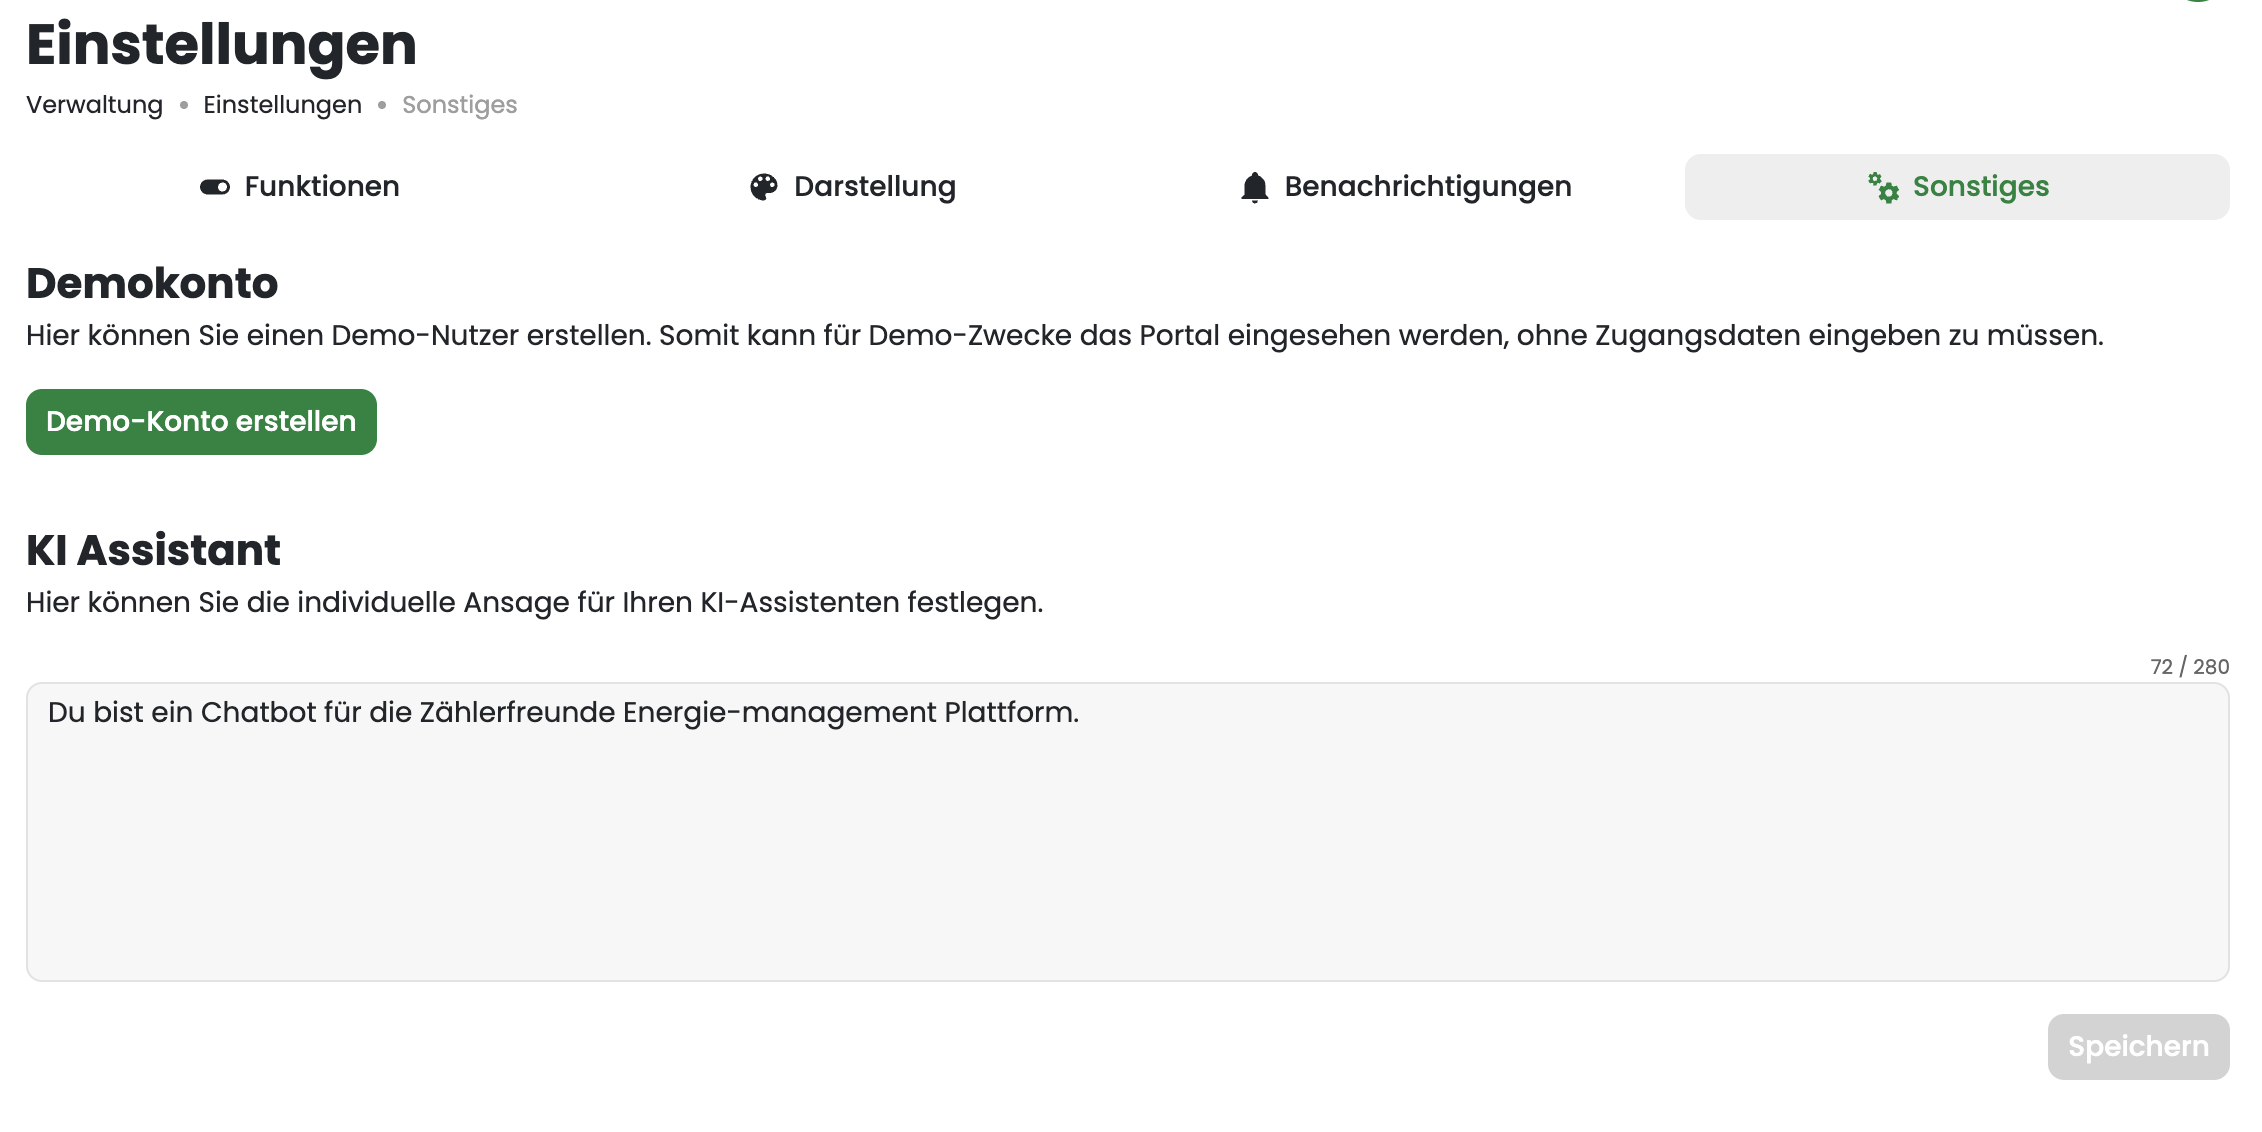 Einstellungen
Verwaltung • Einstellungen • Sonstiges
Funktionen
Darstellung
Benachrichtigungen
Sonstiges
Demokonto
Hier können Sie einen Demo-Nutzer erstellen. Somit kann für Demo-Zwecke das Portal eingesehen werden, ohne Zugangsdaten eingeben zu müssen.
Demo-Konto erstellen
KI Assistant
Hier können Sie die individuelle Ansage für Ihren KI-Assistenten festlegen.
72 / 280
Du bist ein Chatbot für die Zählerfreunde Energie-management Plattform.
Speichern